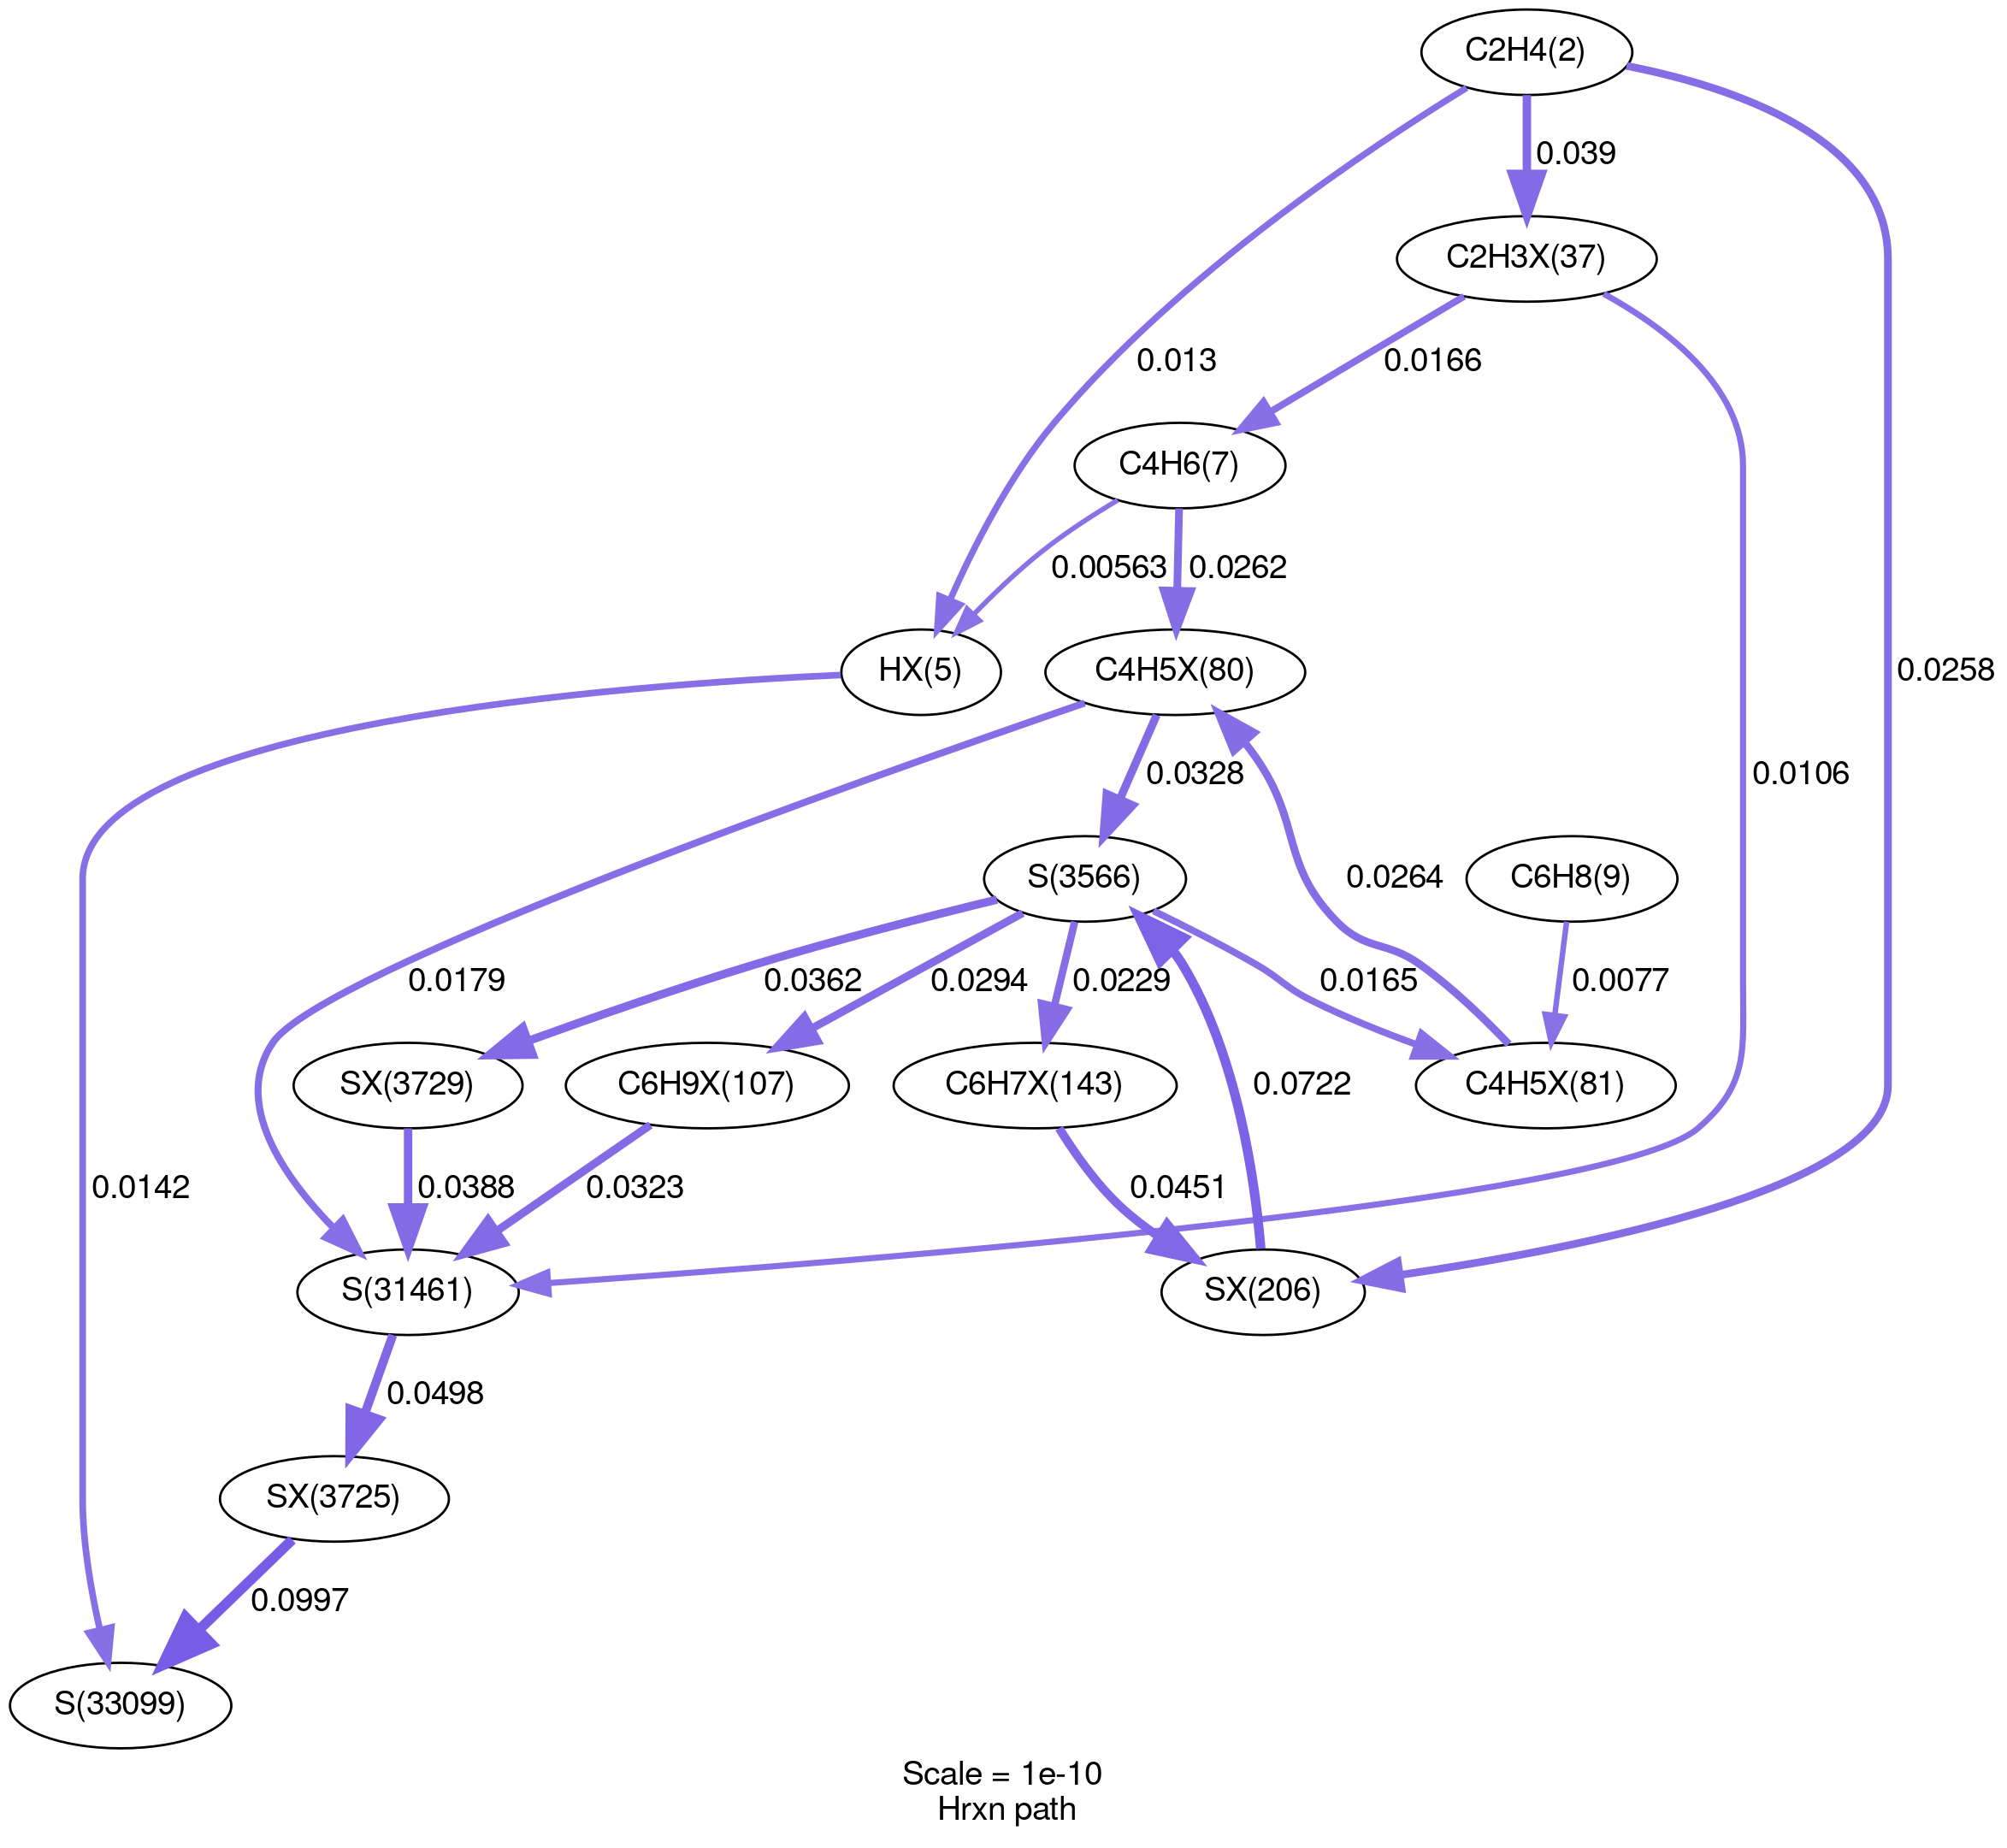 C2H4(2)
0.039
C2H3X(37)
0.013
0.0166
C4H6(7)
0.00563
0.0262
HX(5)
C4H5X(80)
0.0258
0.0328
0.0106
S(3566)
0.0264
C6H8(9)
0.0179
0.0362
0.0294
0.0229
0.0165
0.0077
SX(3729)
C6H9X(107)
C6H7X(143)
0.0722
C4H5X(81)
0.0142
0.0388
0.0323
0.0451
S(31461)
SX(206)
0.0498
SX(3725)
0.0997
S(33099)
Scale = 1e-10
Hrxn path